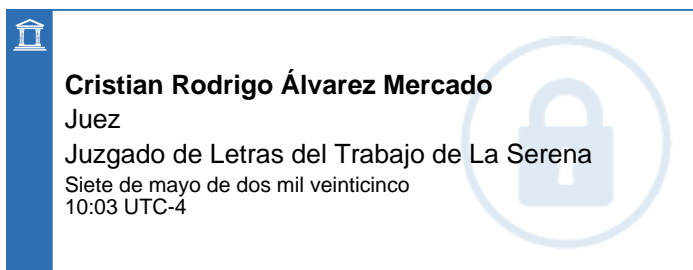 Cristian Rodrigo Álvarez Mercado
Juez
Juzgado de Letras del Trabajo de La Serena
Siete de mayo de dos mil veinticinco
10:03 UTC-4